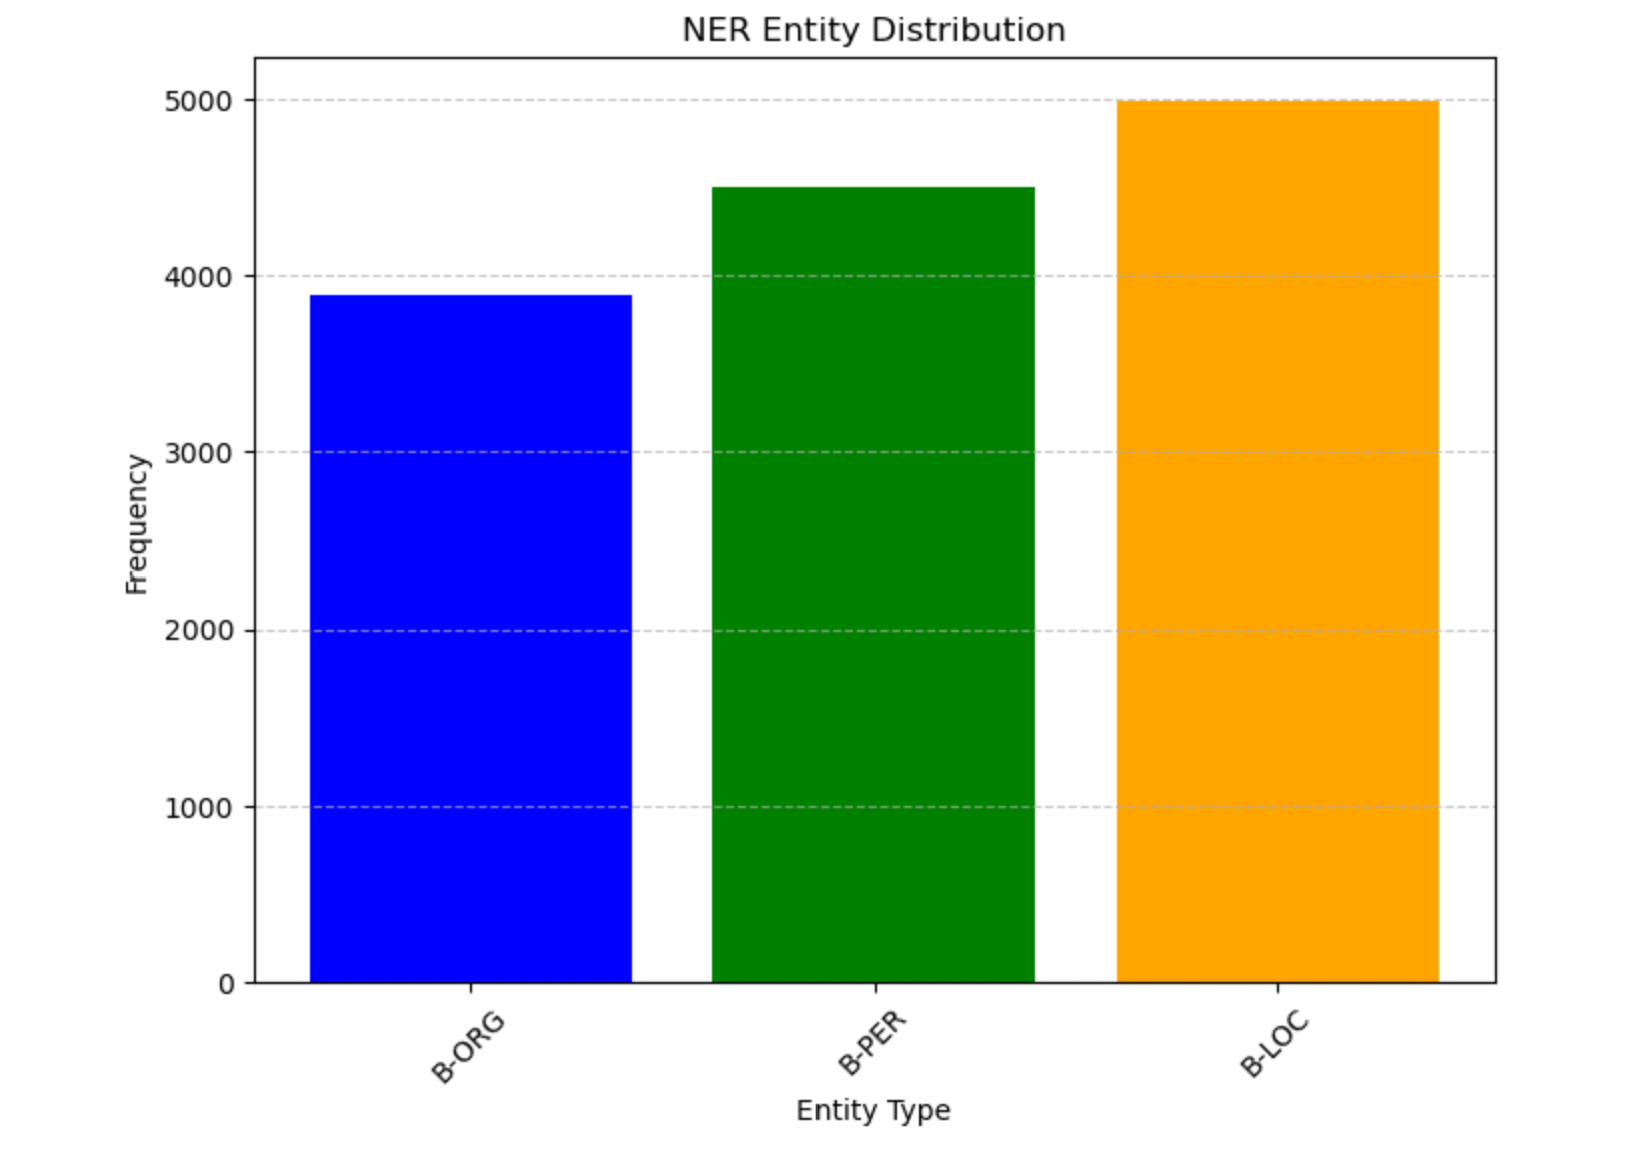 NER Entity Distribution
5000
4000
3000
2000
1000
0
Frequency
B-ORG
B-PER
B-LOC
Entity Type